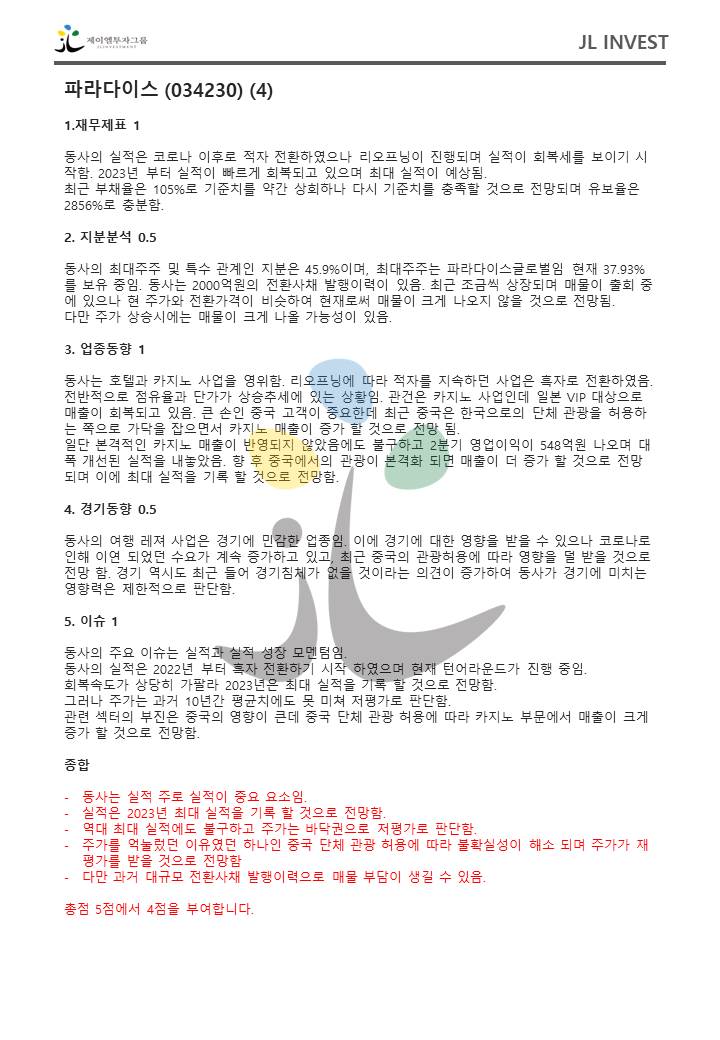 제이엘투자그룹
JL INVESTMENT
JL INVEST
파라다이스 (034230) (4)
1.재무제표 1
동사의 실적은 코로나 이후로 적자 전환하였으나 리오프닝이 진행되며 실적이 회복세를 보이기 시
작함. 2023년 부터 실적이 빠르게 회복되고 있으며 최대 실적이 예상됨.
최근 부채율은 105%로 기준치를 약간 상회하나 다시 기준치를 충족할 것으로 전망되며 유보율은
2856%로 충분함.
2. 지분분석 0.5
동사의 최대주주 및 특수 관계인 지분은 45.9%이며, 최대주주는 파라다이스글로벌임 현재 37.93%
를 보유 중임. 동사는 2000억원의 전환사채 발행이력이 있음. 최근 조금씩 상장되며 매물이 출회 중
에 있으나 현 주가와 전환가격이 비슷하여 현재로써 매물이 크게 나오지 않을 것으로 전망됨.
다만 주가 상승시에는 매물이 크게 나올 가능성이 있음.
3. 업종동향 1
동사는 호텔과 카지노 사업을 영위함. 리오프닝에 따라 적자를 지속하던 사업은 흑자로 전환하였음.
전반적으로 점유율과 단가가 상승추세에 있는 상황임. 관건은 카지노 사업인데 일본 VIP 대상으로
매출이 회복되고 있음. 큰 손인 중국 고객이 중요한데 최근 중국은 한국으로의 단체 관광을 허용하
는 쪽으로 가닥을 잡으면서 카지노 매출이 증가 할 것으로 전망 됨.
일단 본격적인 카지노 매출이 반영되지 않았음에도 불구하고 2분기 영업이익이 548억원 나오며 대
폭 개선된 실적을 내놓았음. 향 후 중국에서의 관광이 본격화 되면 매출이 더 증가 할 것으로 전망
되며 이에 최대 실적을 기록 할 것으로 전망함.
4. 경기동향 0.5
동사의 여행 레져 사업은 경기에 민감한 업종임. 이에 경기에 대한 영향을 받을 수 있으나 코로나로
인해 이연 되었던 수요가 계속 증가하고 있고, 최근 중국의 관광허용에 따라 영향을 덜 받을 것으로
전망 함. 경기 역시도 최근 들어 경기침체가 없을 것이라는 의견이 증가하여 동사가 경기에 미치는
영향력은 제한적으로 판단함.
5. 이슈 1
동사의 주요 이슈는 실적과 실적 성장 모멘텀임.
동사의 실적은 2022년 부터 흑자 전환하기 시작 하였으며 현재 턴어라운드가 진행 중임.
회복속도가 상당히 가팔라 2023년은 최대 실적을 기록 할 것으로 전망함.
그러나 주가는 과거 10년간 평균치에도 못 미쳐 저평가로 판단함.
관련 섹터의 부진은 중국의 영향이 큰데 중국 단체 관광 허용에 따라 카지노 부문에서 매출이 크게
증가 할 것으로 전망함.
종합
- 동사는 실적 주로 실적이 중요 요소임.
- 실적은 2023년 최대 실적을 기록 할 것으로 전망함.
- 역대 최대 실적에도 불구하고 주가는 바닥권으로 저평가로 판단함.
- 주가를 억눌렀던 이유였던 하나인 중국 단체 관광 허용에 따라 불확실성이 해소 되며 주가가 재
평가를 받을 것으로 전망함
- 다만 과거 대규모 전환사채 발행이력으로 매물 부담이 생길 수 있음.
총점 5점에서 4점을 부여합니다.